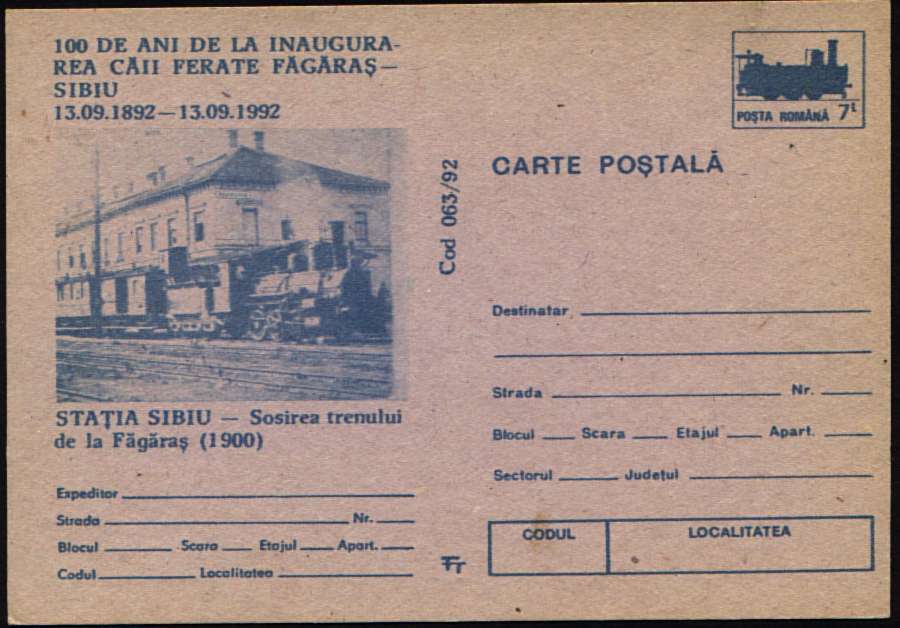 100 DE ANI DE LA INAUGURA-
REA CĂII FERATE FĂGĂRAŞ—
SIBIU
13.09.1892—13.09.1992
STAŢIA SIBIU — Sosirea trenului
de la Făgăraş (1900)
Expeditor
Strada Nr.
Blocul Scara Etajul Apart.
Codul Localitatea
Cod 063/92
POŞTA ROMÂNĂ 7L
CARTE POŞTALĂ
Destinatar
Strada Nr.
Blocul Scara Etajul Apart.
Sectorul Judeţul
CODUL LOCALITATEA